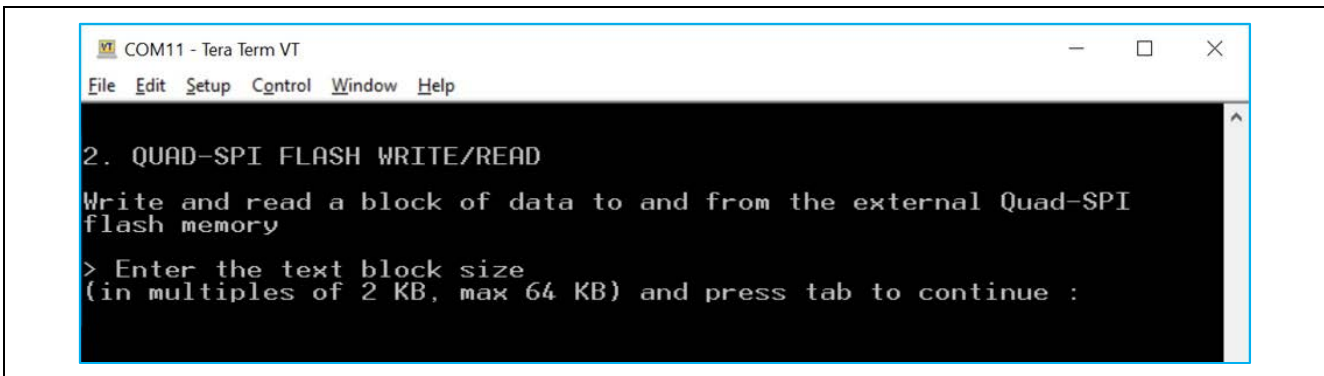 COM11 - Tera Term VT
File Edit Setup Control Window Help
2. QUAD-SPI FLASH WRITE/READ
Write and read a block of data to and from the external Quad-SPI
flash memory
> Enter the text block size
(in multiples of 2 KB, max 64 KB) and press tab to continue :